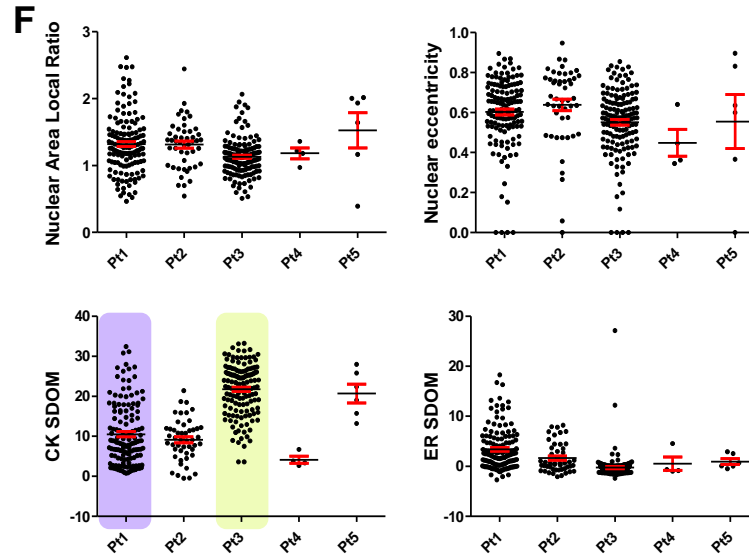 F
Nuclear Area Local Ratio
3
2
1
0
Pt1 Pt2 Pt3 Pt4 Pt5
Nuclear eccentricity
1.0
0.8
0.6
0.4
0.2
0.0
Pt1 Pt2 Pt3 Pt4 Pt5
CK SDOM
40
30
20
10
0
-10
Pt1 Pt2 Pt3 Pt4 Pt5
ER SDOM
30
20
10
0
-10
Pt1 Pt2 Pt3 Pt4 Pt5